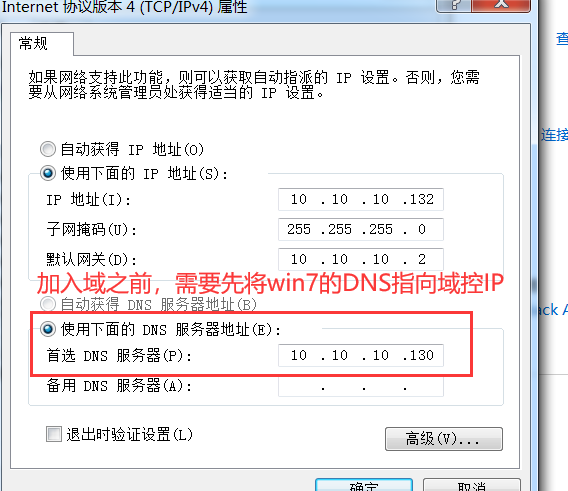 Internet 协议版本 4 (TCP/IPv4) 属性
常规
如果网络支持此功能，则可以获取自动指派的 IP 设置。否则，您需
要从网络系统管理员处获得适当的 IP 设置。
自动获得 IP 地址(O)
使用下面的 IP 地址(S):
IP 地址(I): 10 . 10 . 10 .132
子网掩码(U): 255 .255 .255 . 0
默认网关(D): 10 . 10 . 10 . 2
加入域之前，需要先将win7的DNS指向域控IP
自动获得 DNS 服务器地址(B)
使用下面的 DNS 服务器地址(E):
首选 DNS 服务器(P): 10 . 10 . 10 .130
备用 DNS 服务器(A): . . .
退出时验证设置(L)
高级(V)...
确定 取消
查
连接
ack A